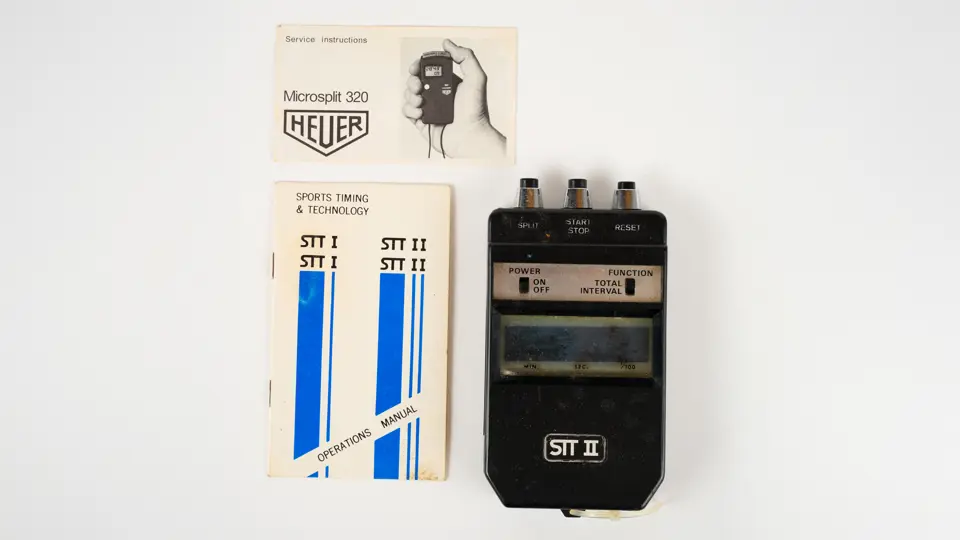 Service instructions
Microsplit 320
HEUER
SPORTS TIMING
& TECHNOLOGY
STT I
STT II
STT I
STT II
OPERATIONS MANUAL
SPLIT
START
STOP
RESET
POWER
ON
OFF
FUNCTION
TOTAL
INTERVAL
MIN.
SEC.
/100
STT II